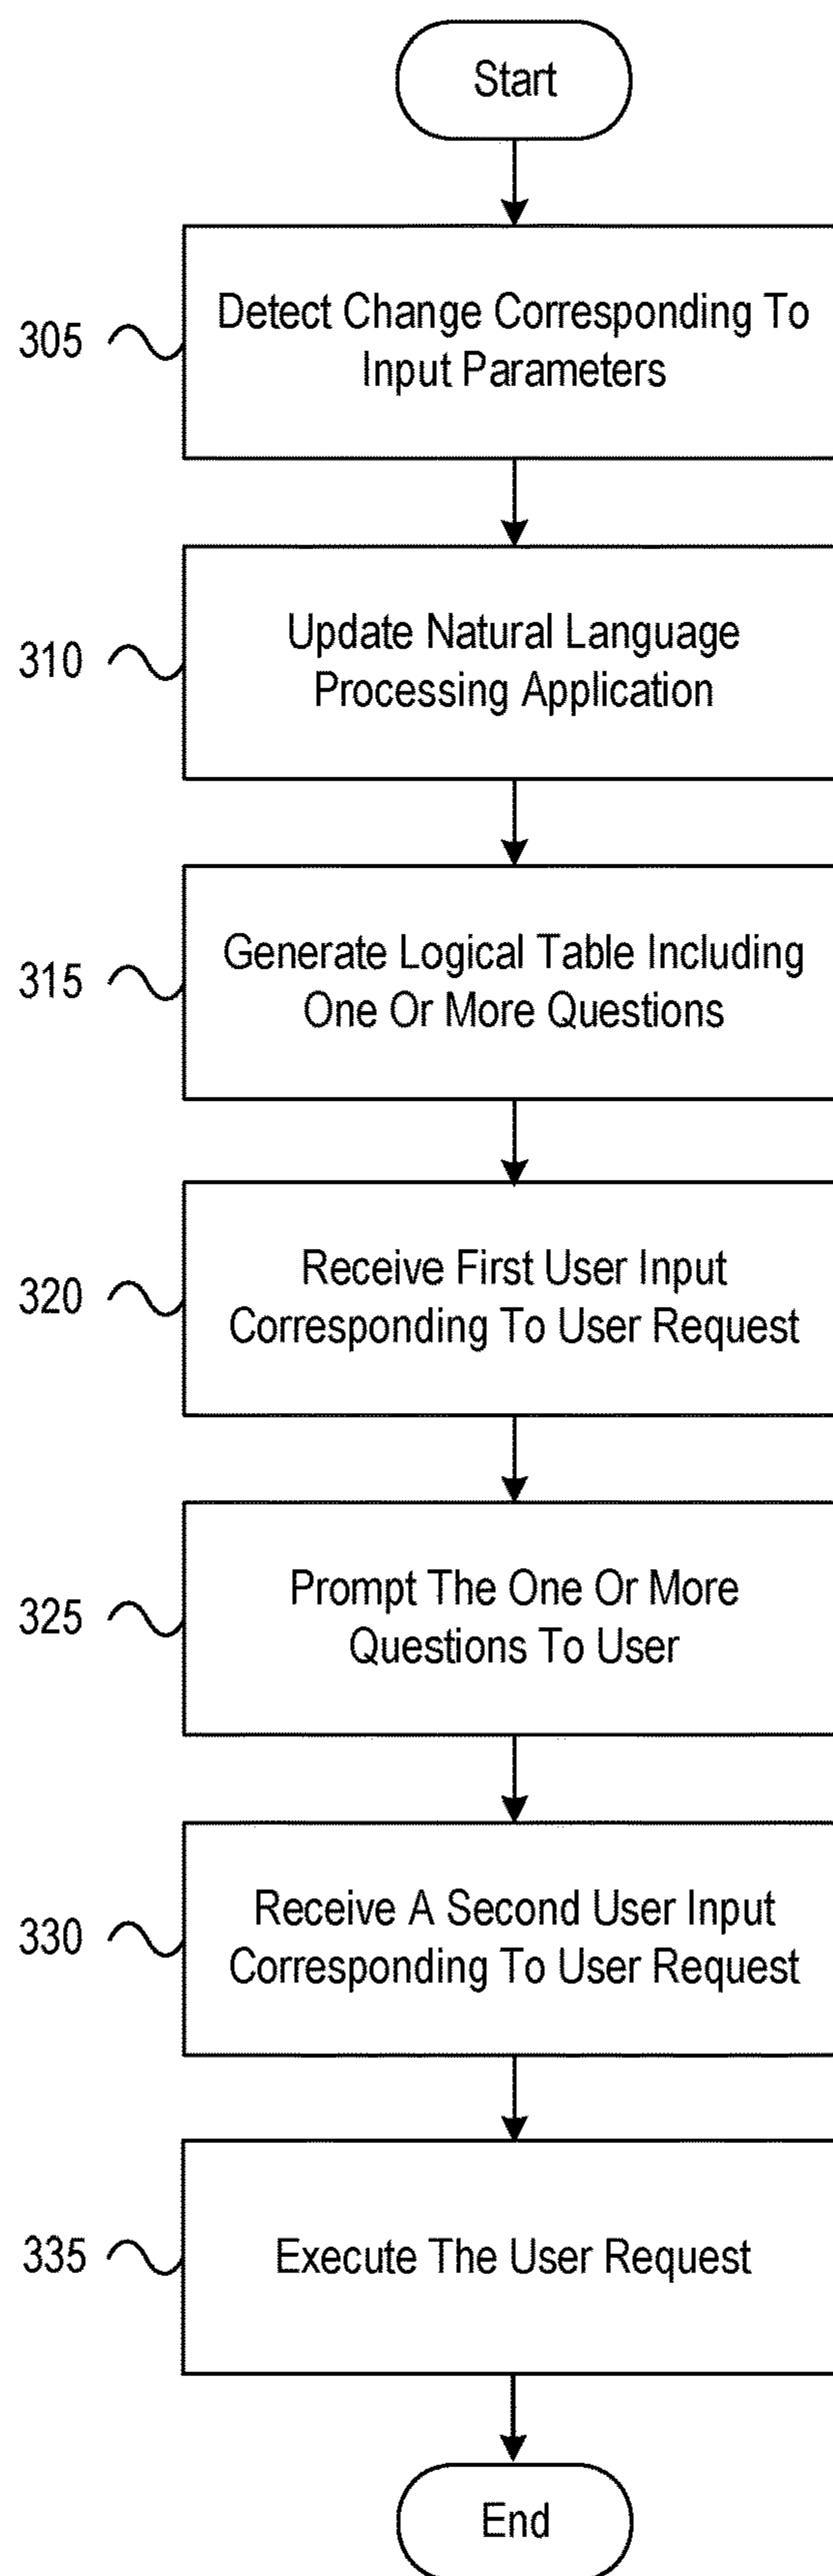 Start
305
Detect Change Corresponding To
Input Parameters
310
Update Natural Language
Processing Application
315
Generate Logical Table Including
One Or More Questions
320
Receive First User Input
Corresponding To User Request
325
Prompt The One Or More
Questions To User
330
Receive A Second User Input
Corresponding To User Request
335
Execute The User Request
End